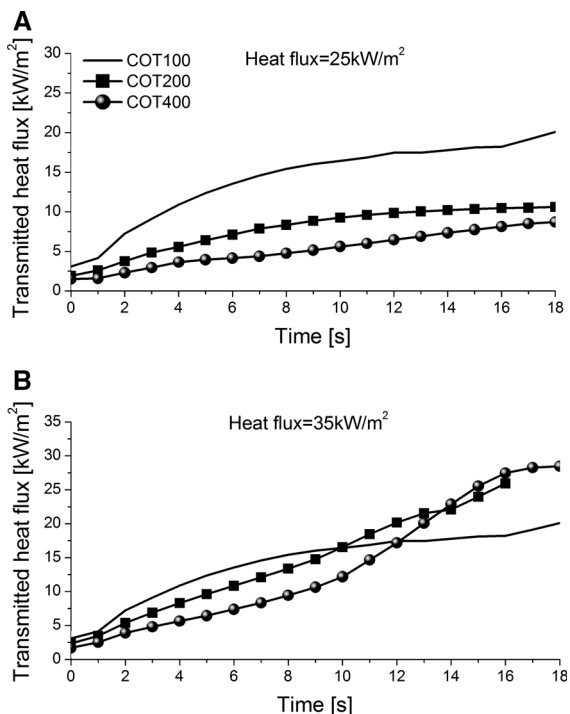 A
Heat flux=25kW/m²
COT100
COT200
COT400
Transmitted heat flux [kW/m²]
30
25
20
15
10
5
0
0 2 4 6 8 10 12 14 16 18
Time [s]
B
Heat flux=35kW/m²
Transmitted heat flux [kW/m²]
35
30
25
20
15
10
5
0
0 2 4 6 8 10 12 14 16 18
Time [s]